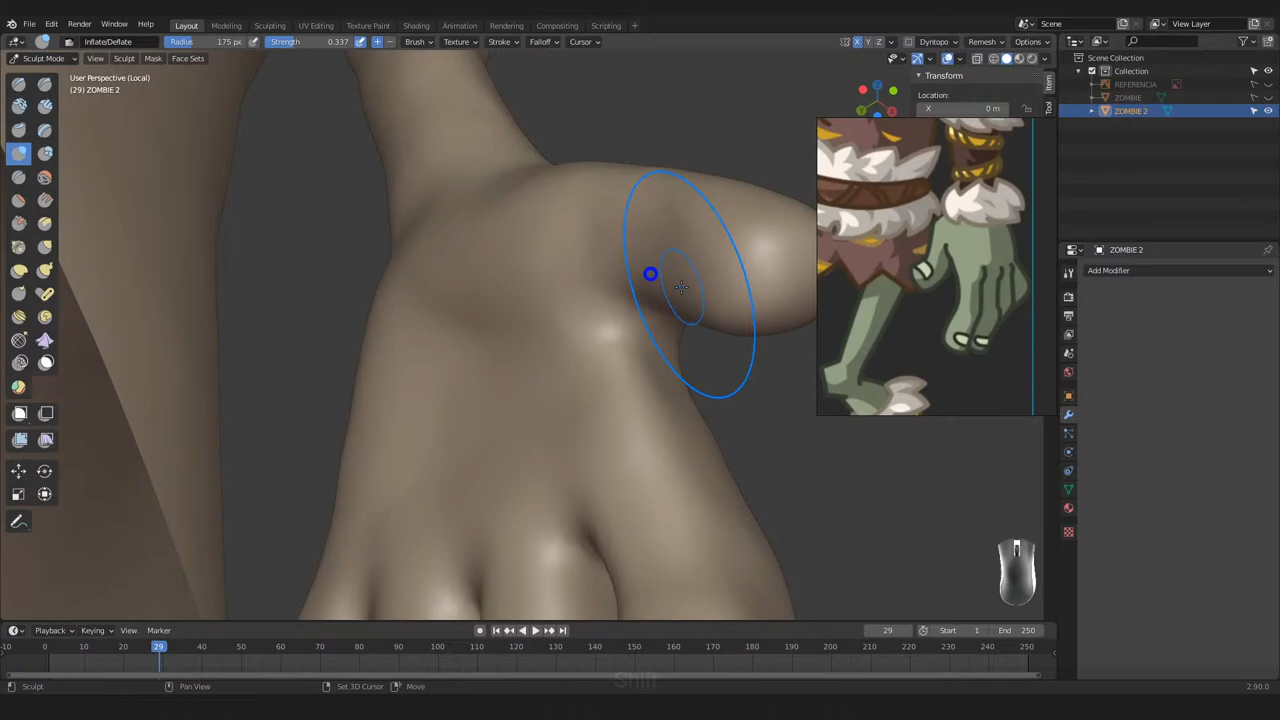 File Edit Render Window Help Layout Modeling Sculpting UV Editing Texture Paint Shading Animation Rendering Compositing Scripting + Scene View Layer
Inflate/Deflate Radius 175 px Strength 0.337 + − Brush Texture Stroke Falloff Cursor X Y Z Dyntopo Remesh Options
Sculpt Mode View Sculpt Mask Face Sets
Scene Collection
Collection
REFERENCIA
ZOMBIE
ZOMBIE 2
User Perspective (Local)
(29) ZOMBIE 2
Transform
Location:
X 0 m
Item
Tool
Z
Y
ZOMBIE 2
Add Modifier
Playback Keying View Marker 29 Start 1 End 250
-10 0 10 20 29 40 50 60 70 80 90 100 110 120 130 140 150 160 170 180 190 200 210 220 230 240 250
Shift
Sculpt Pan View Set 3D Cursor Move 2.90.0